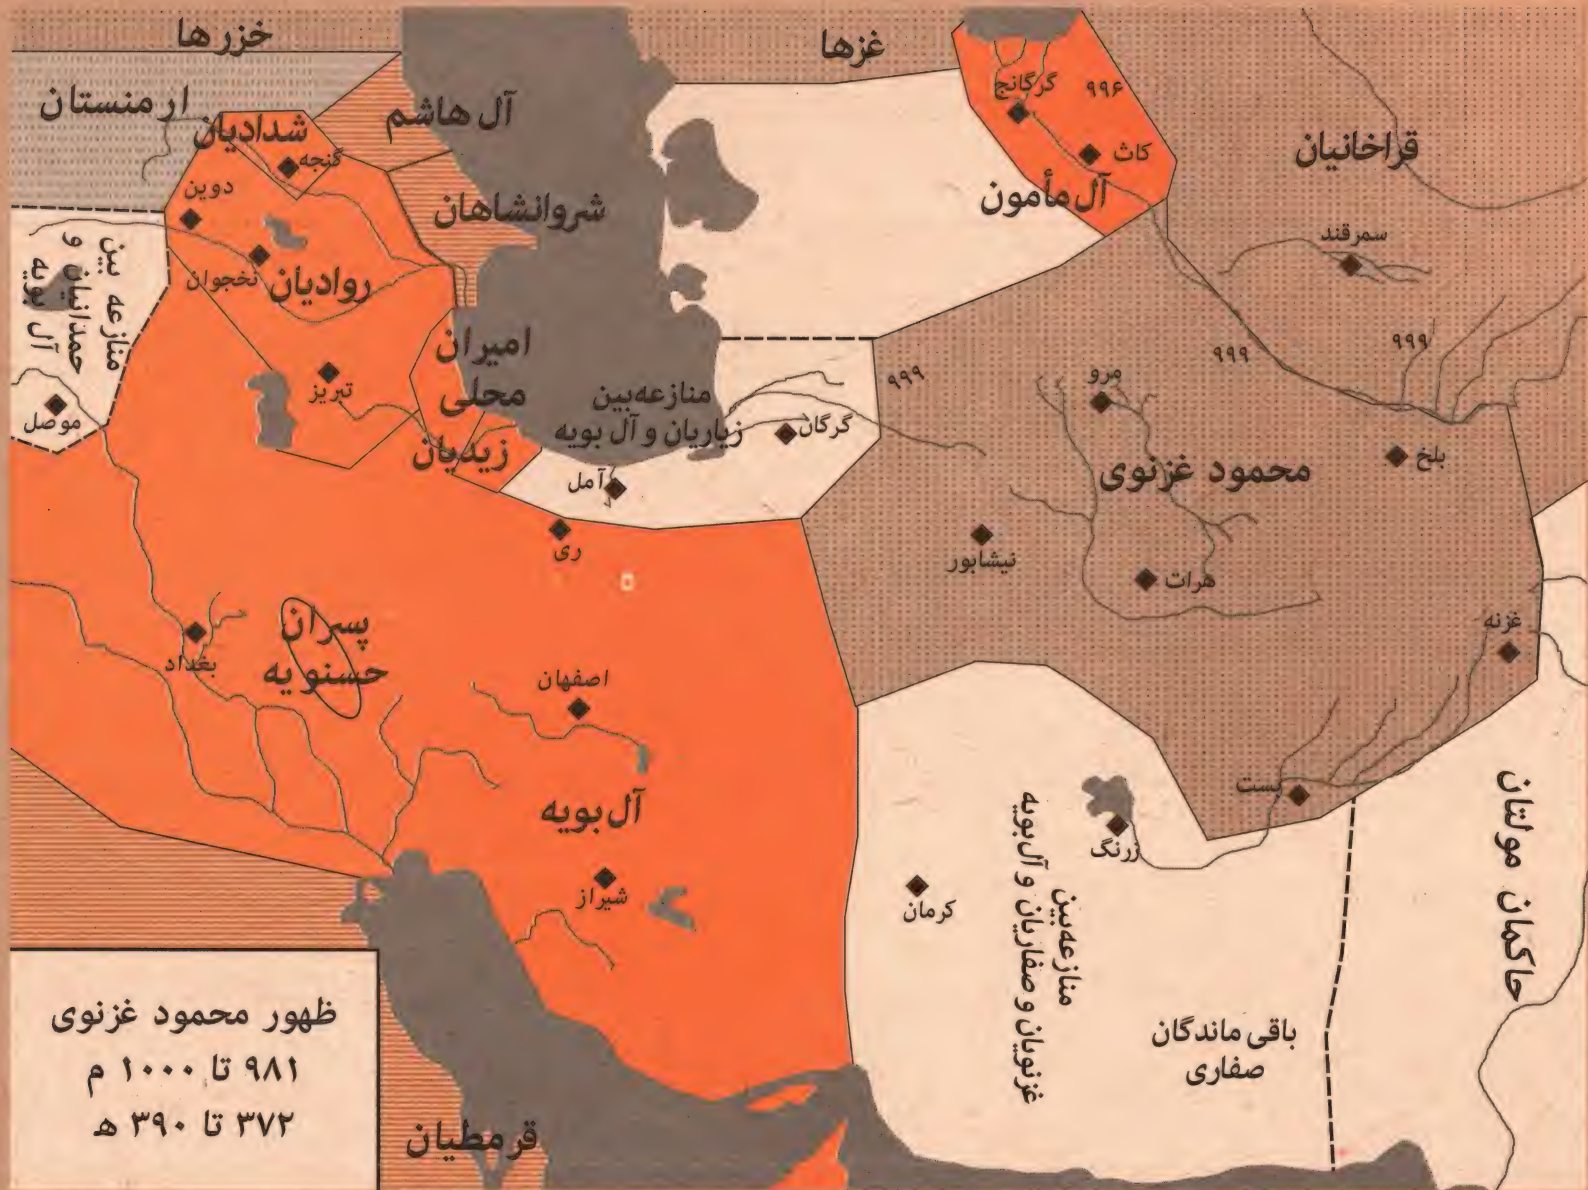 خزرها
غزها
ارمنستان
آل هاشم
شدادیان
گنجه
گرگانج
۹۹۶
کاث
آل‌مأمون
قراخانیان
دوین
شروانشاهان
سمرقند
نخجوان
روادیان
منازعه بین
حمدانیان و
آل بویه
امیران
محلی
تبریز
موصل
زیدیان
منازعه‌بین
زیاریان و آل بویه
گرگان
آمل
۹۹۹
۹۹۹
۹۹۹
مرو
بلخ
محمود غزنوی
نیشابور
هرات
غزنه
ری
پسران
حسنویه
بغداد
اصفهان
آل‌بویه
شیراز
بست
زرنگ
کرمان
منازعه‌بین
غزنویان و صفاریان و آل‌بویه
حاکمان مولتان
باقی ماندگان
صفاری
قرمطیان
ظهور محمود غزنوی
۹۸۱ تا ۱۰۰۰ م
۳۷۲ تا ۳۹۰ ه